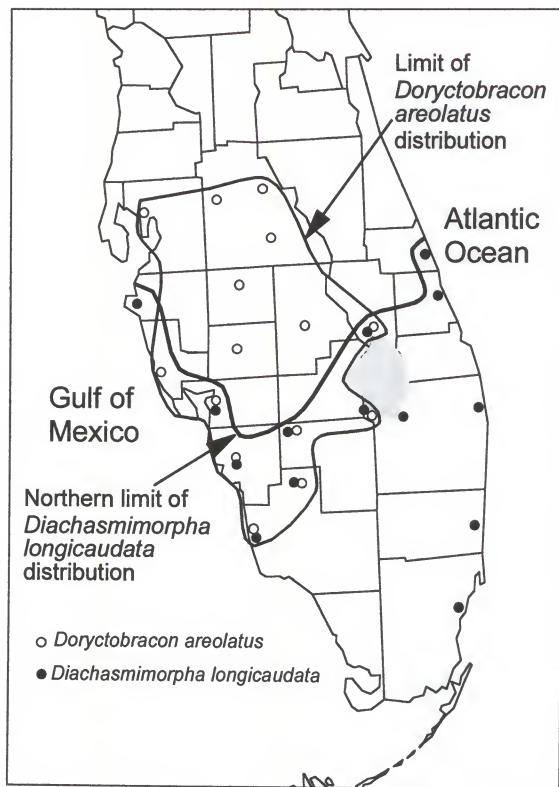 Limit of
Doryctobracon
areolatus
distribution
Atlantic
Ocean
Gulf of
Mexico
Northern limit of
Diachasmimorpha
longicaudata
distribution
Doryctobracon areolatus
Diachasmimorpha longicaudata